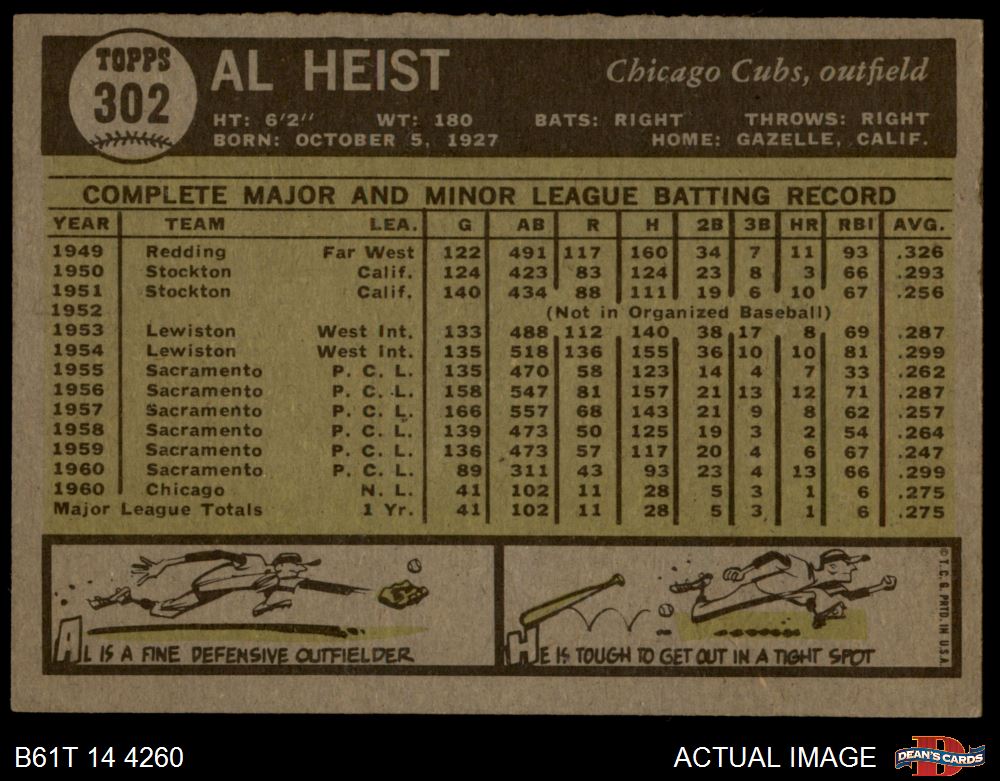 TOPPS
302
AL HEIST
Chicago Cubs, outfield
HT: 6'2" WT: 180 BATS: RIGHT THROWS: RIGHT
BORN: OCTOBER 5, 1927 HOME: GAZELLE, CALIF.
COMPLETE MAJOR AND MINOR LEAGUE BATTING RECORD
YEAR TEAM LEA. G AB R H 2B 3B HR RBI AVG.
1949 Redding Far West 122 491 117 160 34 7 11 93 .326
1950 Stockton Calif. 124 423 83 124 23 8 3 66 .293
1951 Stockton Calif. 140 434 88 111 19 6 10 67 .256
1952 (Not in Organized Baseball)
1953 Lewiston West Int. 133 488 112 140 38 17 8 69 .287
1954 Lewiston West Int. 135 518 136 155 36 10 10 81 .299
1955 Sacramento P. C. L. 135 470 58 123 14 4 7 33 .262
1956 Sacramento P. C. L. 158 547 81 157 21 13 12 71 .287
1957 Sacramento P. C. L. 166 557 68 143 21 9 8 62 .257
1958 Sacramento P. C. L. 139 473 50 125 19 3 2 54 .264
1959 Sacramento P. C. L. 136 473 57 117 20 4 6 67 .247
1960 Sacramento P. C. L. 89 311 43 93 23 4 13 66 .299
1960 Chicago N. L. 41 102 11 28 5 3 1 6 .275
Major League Totals 1 Yr. 41 102 11 28 5 3 1 6 .275
AL IS A FINE DEFENSIVE OUTFIELDER
HE IS TOUGH TO GET OUT IN A TIGHT SPOT
© T. C. G. PRTD. IN U.S.A.
B61T 14 4260
ACTUAL IMAGE
D
DEAN'S CARDS